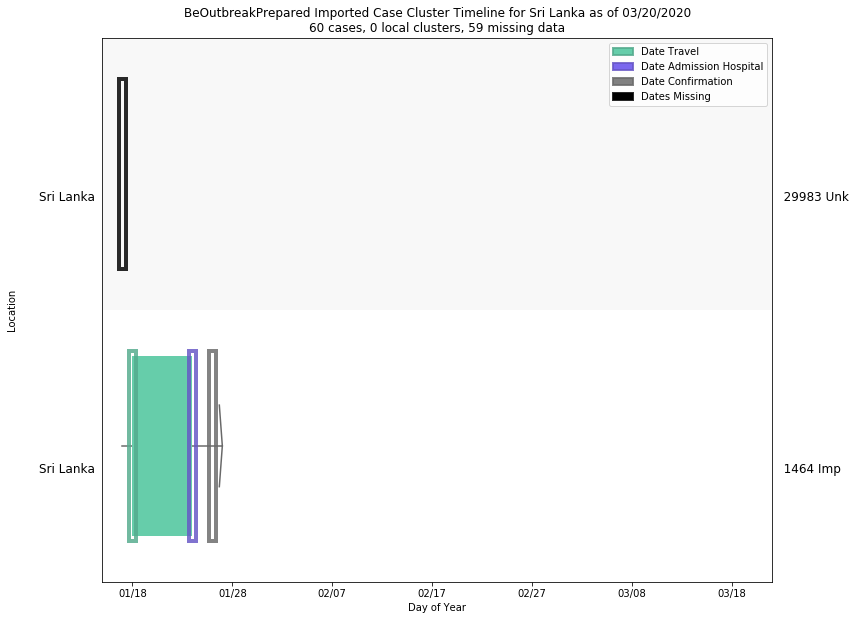 BeOutbreakPrepared Imported Case Cluster Timeline for Sri Lanka as of 03/20/2020
60 cases, 0 local clusters, 59 missing data
Date Travel
Date Admission Hospital
Date Confirmation
Dates Missing
Sri Lanka
29983 Unk
Location
Sri Lanka
1464 Imp
01/18 01/28 02/07 02/17 02/27 03/08 03/18
Day of Year